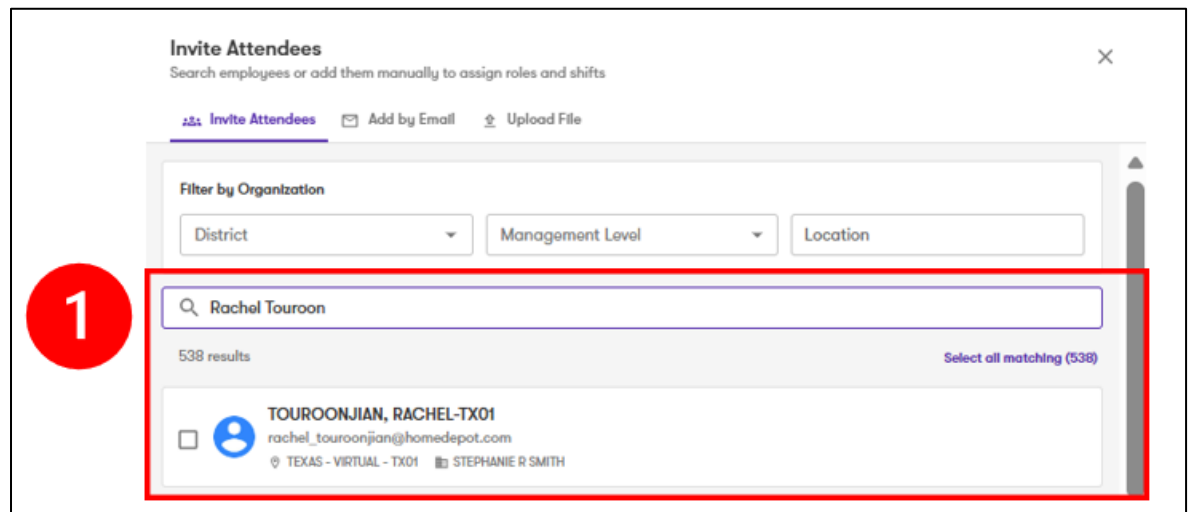 Invite Attendees
Search employees or add them manually to assign roles and shifts
Invite Attendees Add by Email Upload File
Filter by Organization
District Management Level Location
1
Rachel Touroon
538 results Select all matching (538)
TOUROONJIAN, RACHEL-TX01
rachel_touroonjian@homedepot.com
TEXAS - VIRTUAL - TX01 STEPHANIE R SMITH